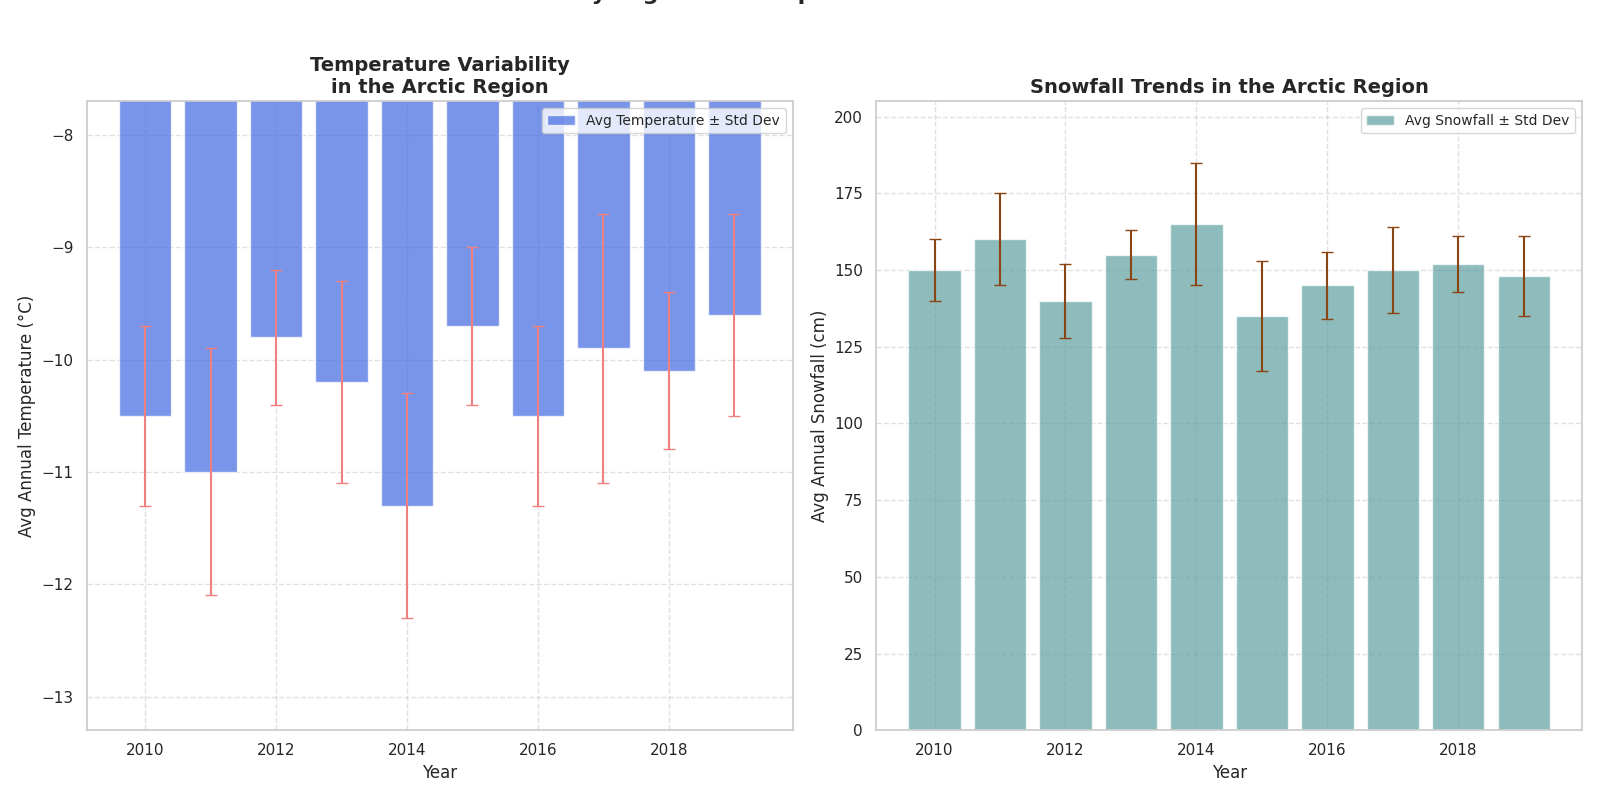 Temperature Variability
in the Arctic Region
Avg Temperature ± Std Dev
Avg Annual Temperature (°C)
−8
−9
−10
−11
−12
−13
2010
2012
2014
2016
2018
Year
Snowfall Trends in the Arctic Region
Avg Snowfall ± Std Dev
Avg Annual Snowfall (cm)
200
175
150
125
100
75
50
25
0
2010
2012
2014
2016
2018
Year